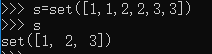 >>> s=set([1,1,2,2,3,3])
>>> s
set([1, 2, 3])